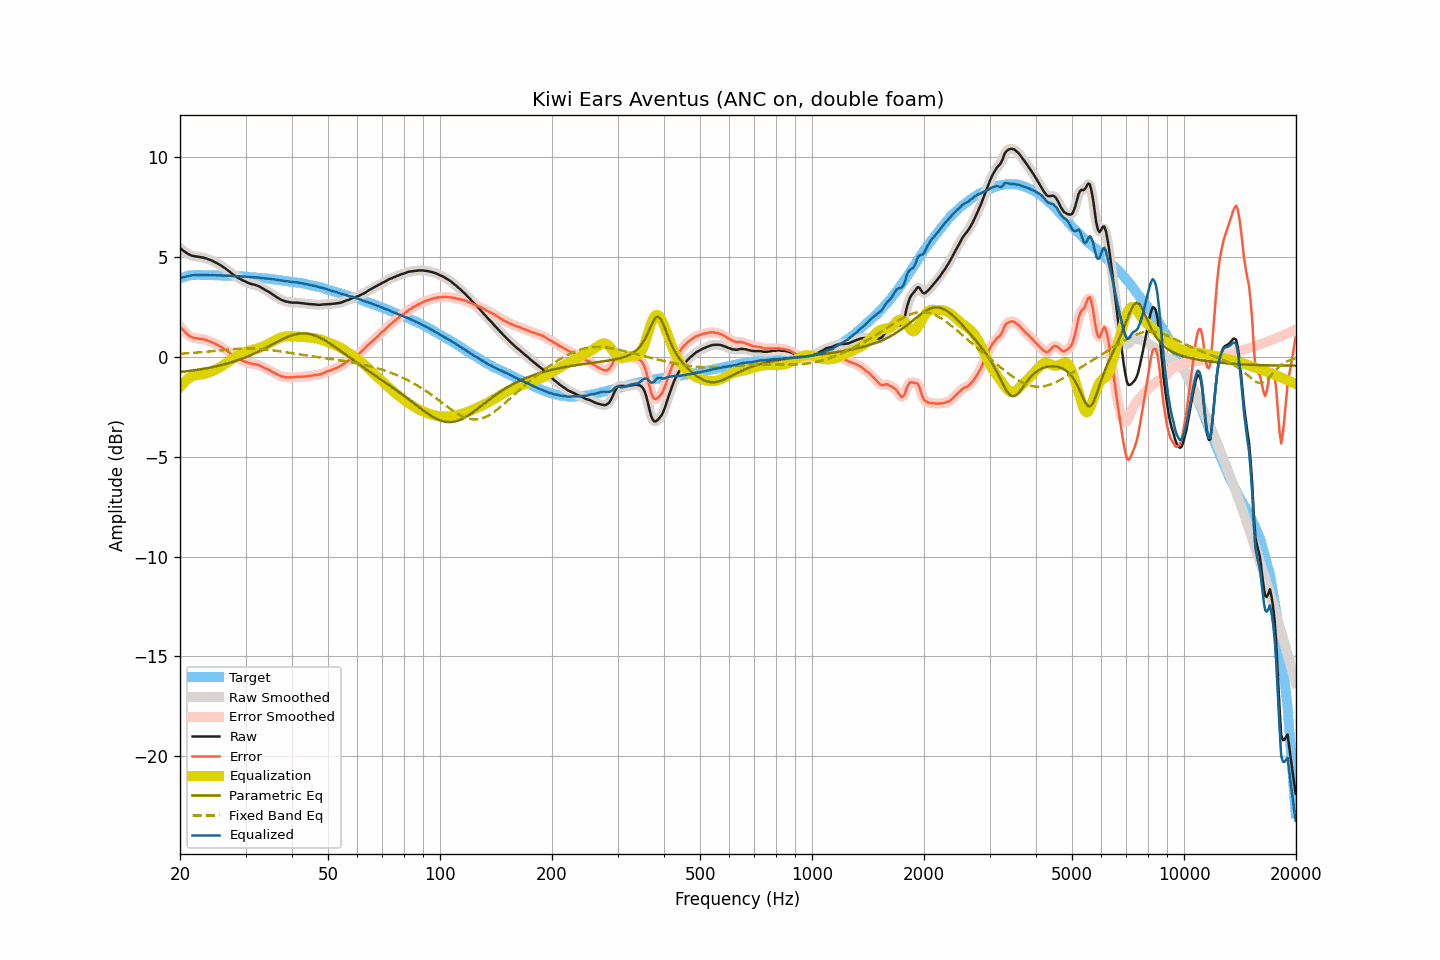 Kiwi Ears Aventus (ANC on, double foam)
10
5
0
−5
−10
−15
−20
Amplitude (dBr)
Target
Raw Smoothed
Error Smoothed
Raw
Error
Equalization
Parametric Eq
Fixed Band Eq
Equalized
20 50 100 200 500 1000 2000 5000 10000 20000
Frequency (Hz)